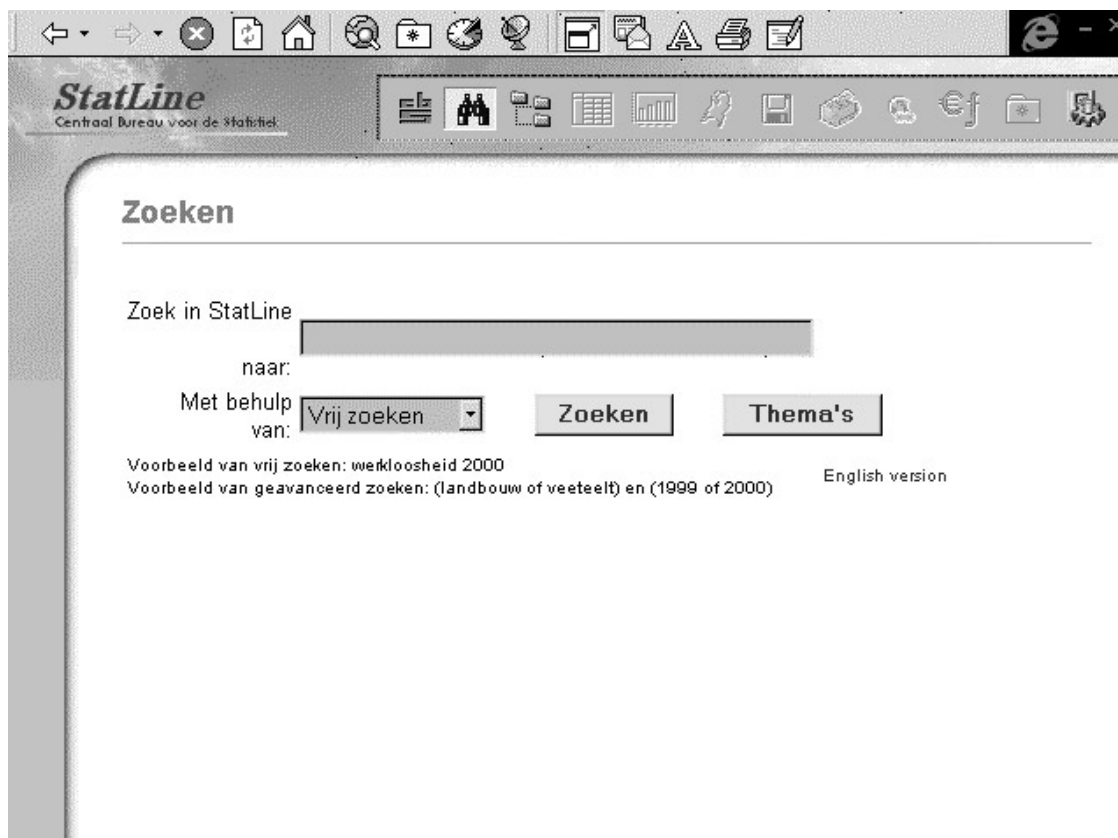 StatLine
Centraal Bureau voor de Statistiek
Zoeken
Zoek in StatLine
naar:
Met behulp
van:
Vrij zoeken
Zoeken
Thema's
Voorbeeld van vrij zoeken: werkloosheid 2000
Voorbeeld van geavanceerd zoeken: (landbouw of veeteelt) en (1999 of 2000)
English version